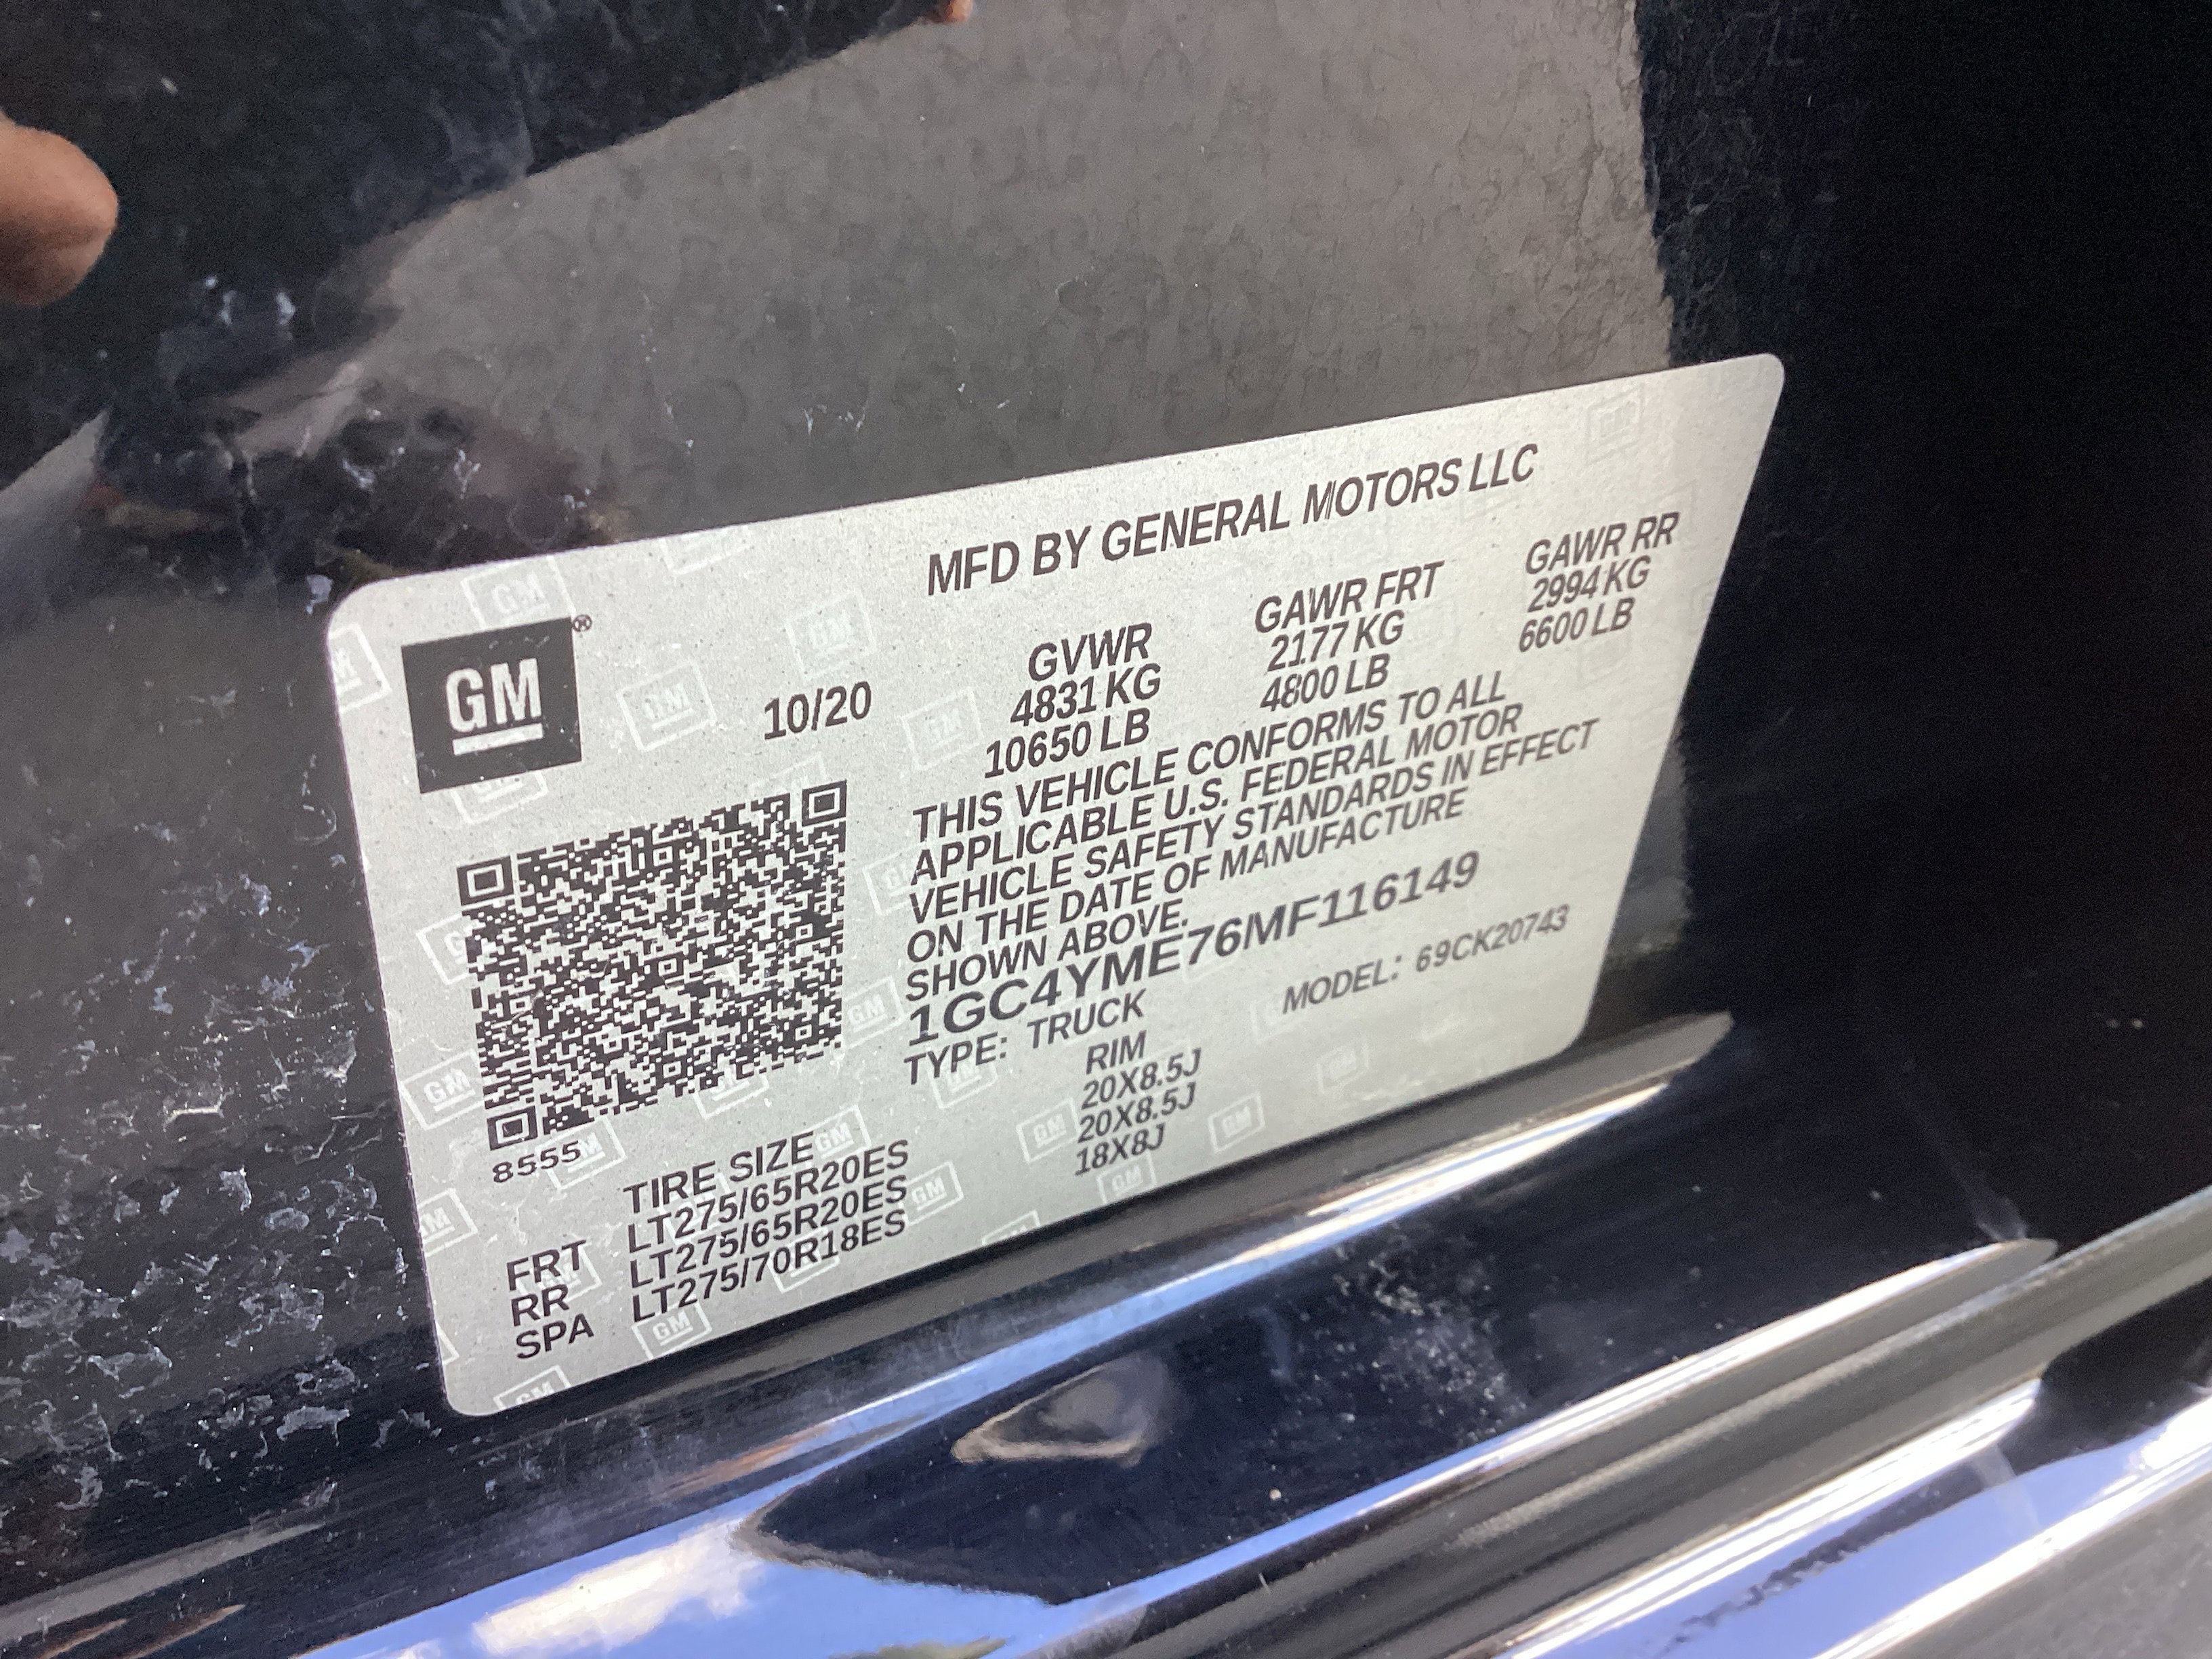 MFD BY GENERAL MOTORS LLC
GM®
10/20
GVWR GAWR FRT GAWR RR
4831 KG 2177 KG 2994 KG
10650 LB 4800 LB 6600 LB
THIS VEHICLE CONFORMS TO ALL
APPLICABLE U.S. FEDERAL MOTOR
VEHICLE SAFETY STANDARDS IN EFFECT
ON THE DATE OF MANUFACTURE
SHOWN ABOVE.
1GC4YME76MF116149
TYPE: TRUCK MODEL: 69CK20743
8555
TIRE SIZE RIM
FRT LT275/65R20ES 20X8.5J
RR LT275/65R20ES 20X8.5J
SPA LT275/70R18ES 18X8J